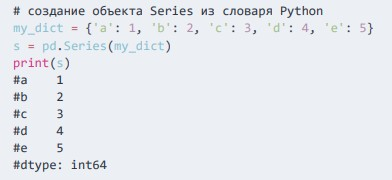 # создание объекта Series из словаря Python
my_dict = {'a': 1, 'b': 2, 'c': 3, 'd': 4, 'e': 5}
s = pd.Series(my_dict)
print(s)
#a    1
#b    2
#c    3
#d    4
#e    5
#dtype: int64